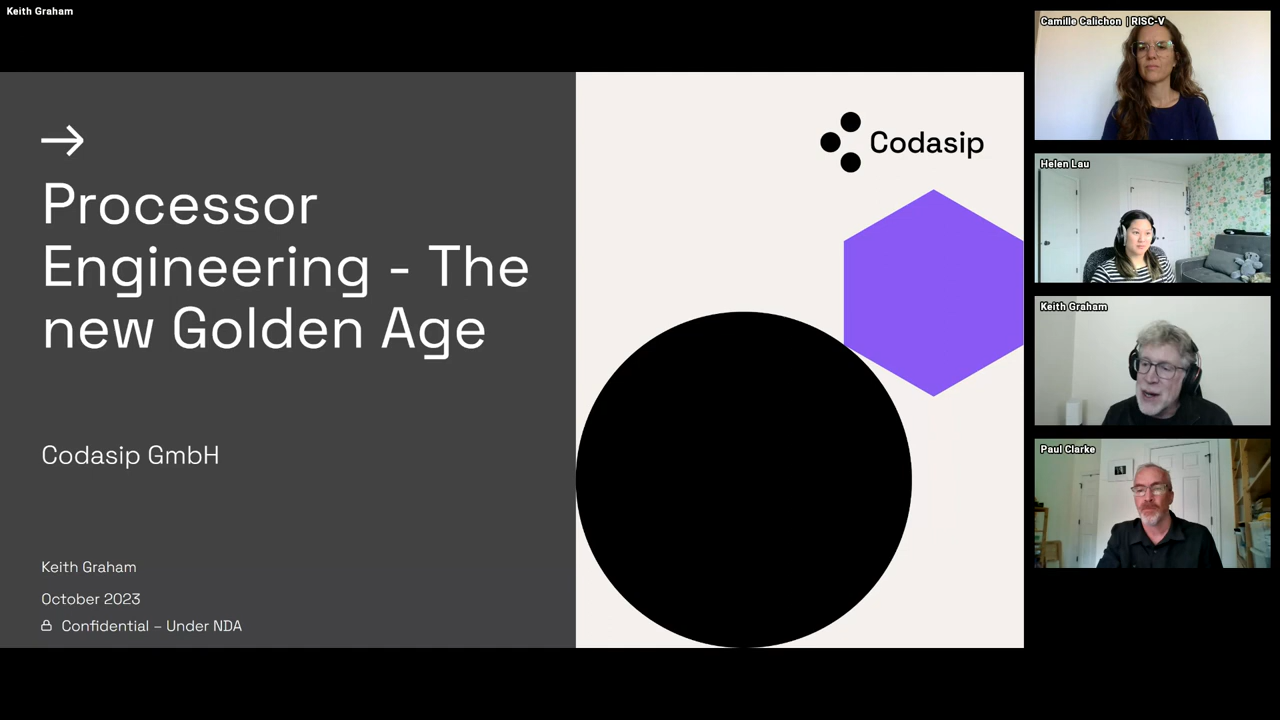 Keith Graham
Processor
Engineering - The
new Golden Age
Codasip GmbH
Keith Graham
October 2023
Confidential – Under NDA
Codasip
Camille Calichon | RISC-V
Helen Lau
Keith Graham
Paul Clarke